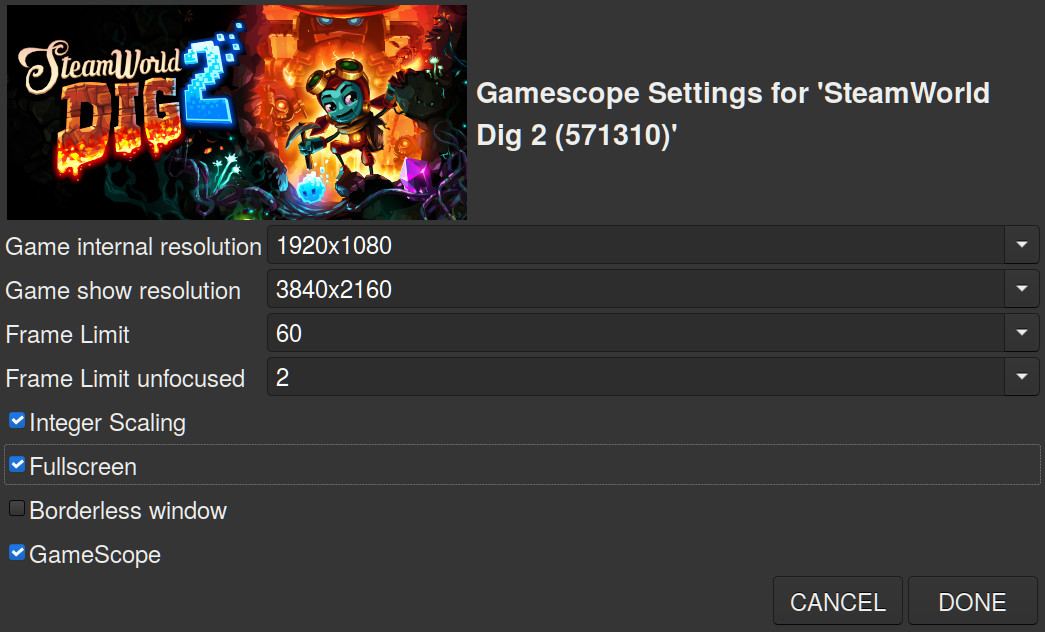 SteamWorld
DIG 2
Gamescope Settings for 'SteamWorld
Dig 2 (571310)'
Game internal resolution 1920x1080
Game show resolution 3840x2160
Frame Limit 60
Frame Limit unfocused 2
Integer Scaling
Fullscreen
Borderless window
GameScope
CANCEL DONE